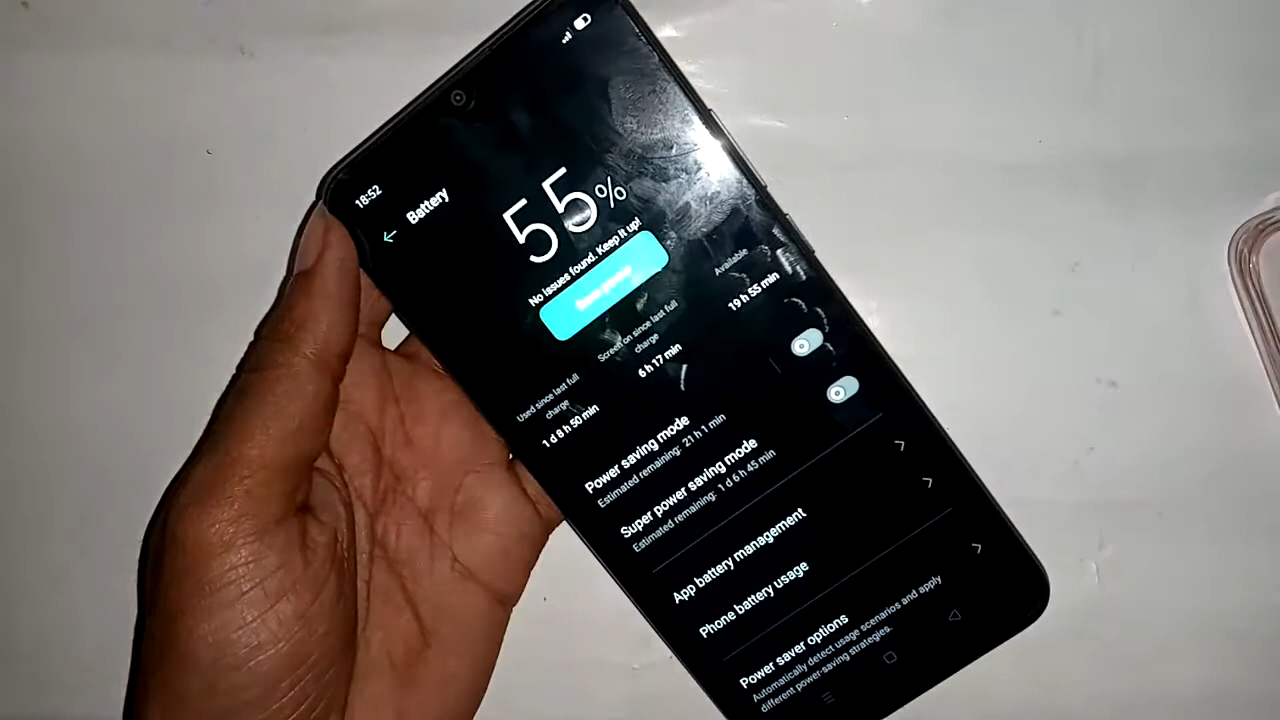 18:52
Battery
55%
No issues found. Keep it up!
Used since last full
charge
1 d 8 h 50 min
Screen on since last full
charge
6 h 17 min
Available
19 h 55 min
Power saving mode
Estimated remaining: 21 h 1 min
Super power saving mode
Estimated remaining: 1 d 6 h 45 min
App battery management
Phone battery usage
Power saver options
Automatically detect usage scenarios and apply
different power-saving strategies.